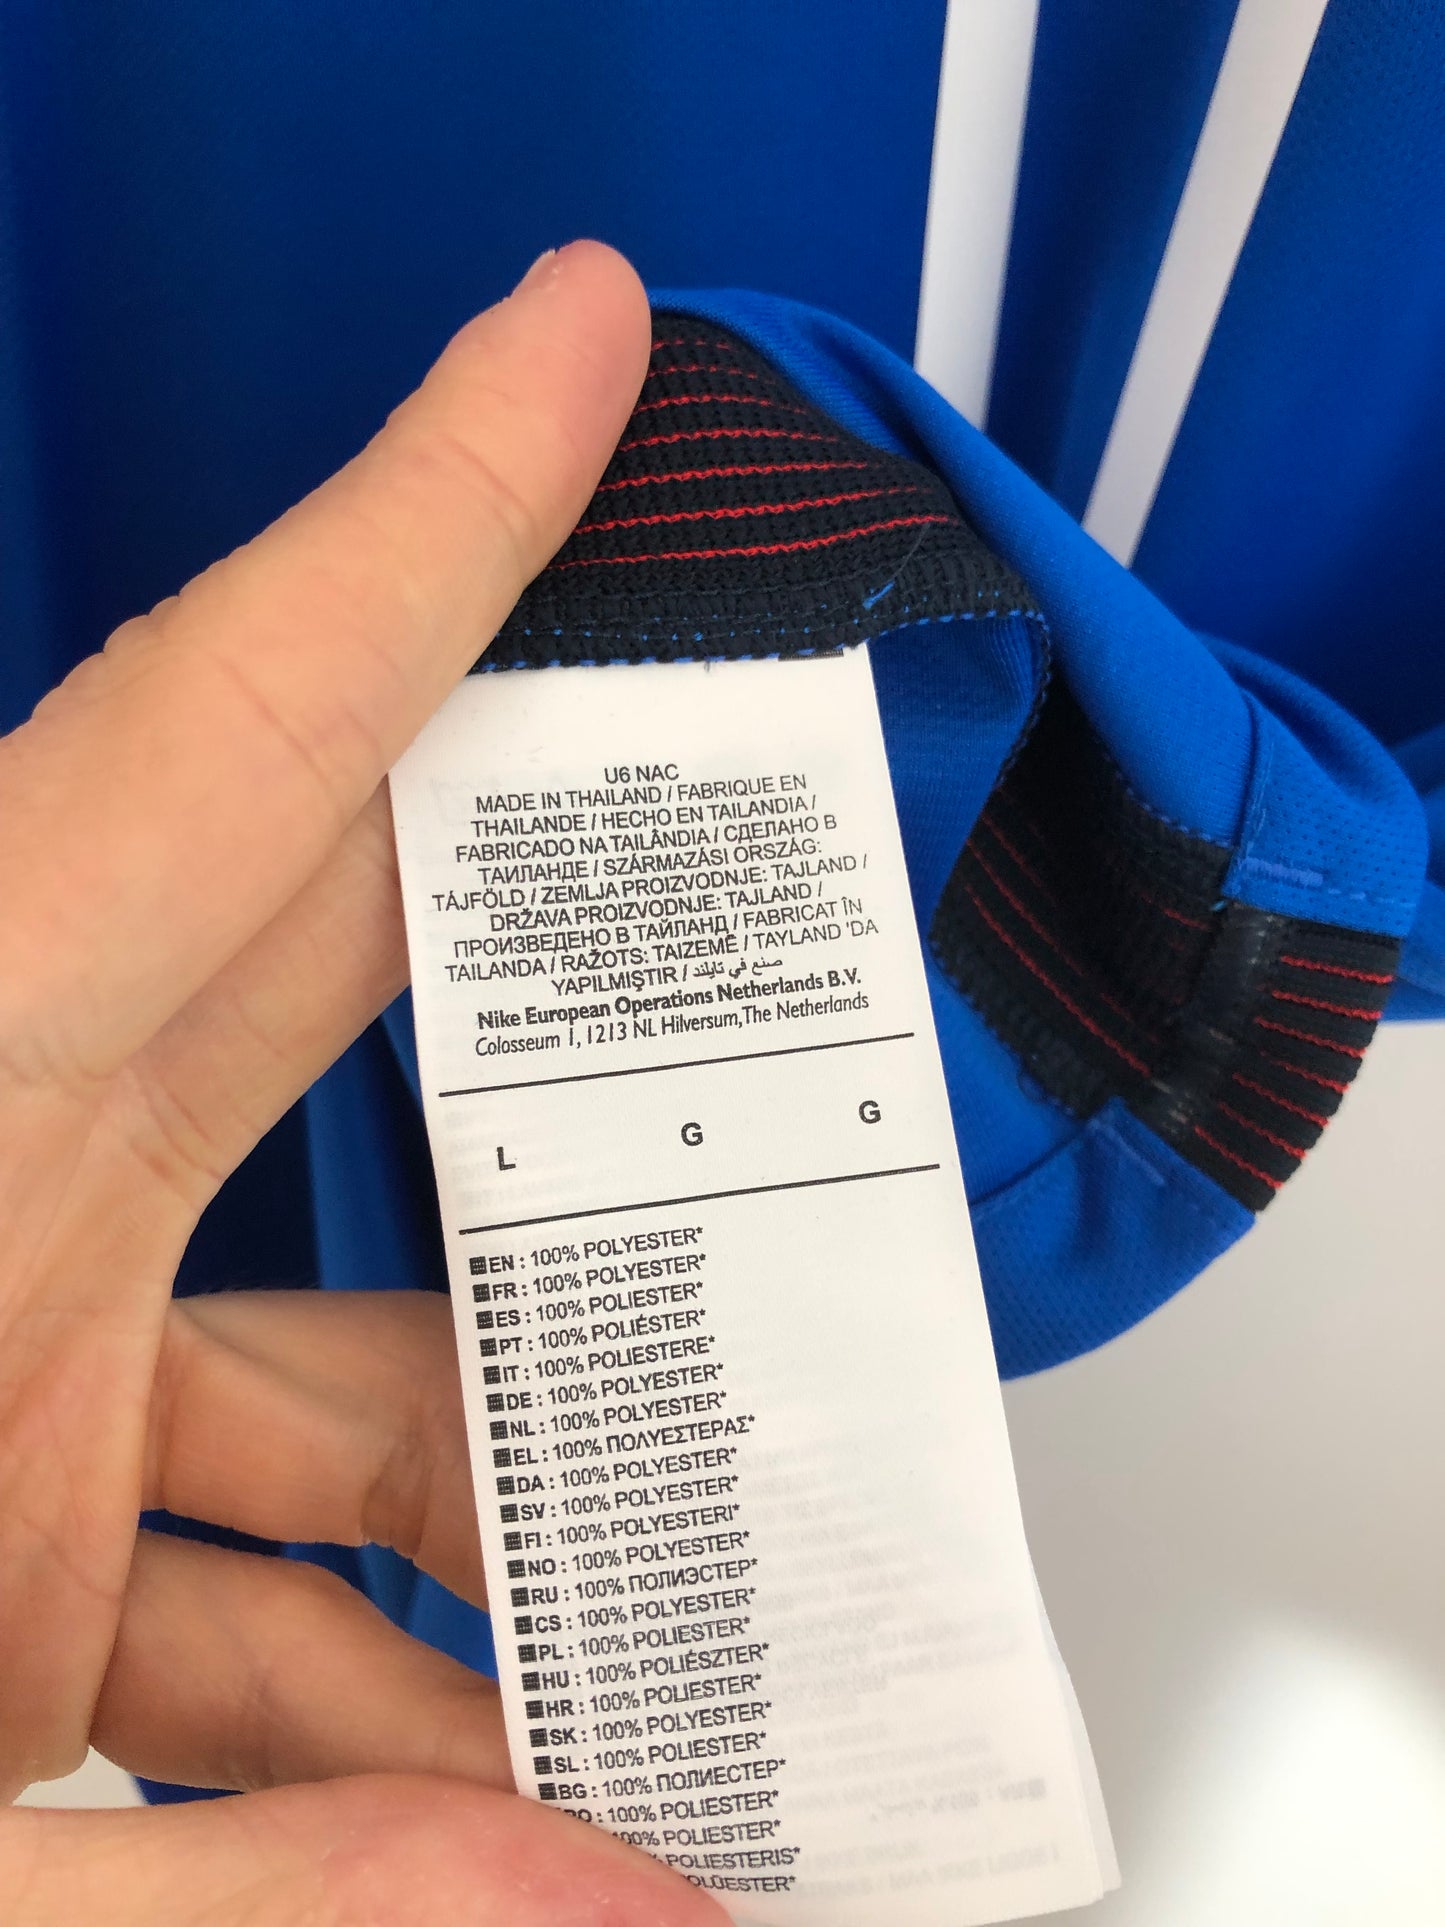 U6 NAC
MADE IN THAILAND / FABRIQUE EN
THAILANDE / HECHO EN TAILANDIA /
FABRICADO NA TAILÂNDIA / СДЕЛАНО В
ТАИЛАНДЕ / SZÁRMAZÁSI ORSZÁG:
TÁJFÖLD / ZEMLJA PROIZVODNJE: TAJLAND /
DRŽAVA PROIZVODNJE: TAJLAND /
ПРОИЗВЕДЕНО В ТАЙЛАНД / FABRICAT ÎN
TAILANDA / RAŽOTS: TAIZEMĒ / TAYLAND 'DA
YAPILMIŞTIR / صنع في تايلند
Nike European Operations Netherlands B.V.
Colosseum 1, 1213 NL Hilversum, The Netherlands
L G G
EN : 100% POLYESTER*
FR : 100% POLYESTER*
ES : 100% POLIESTER*
PT : 100% POLIÉSTER*
IT : 100% POLIESTERE*
DE : 100% POLYESTER*
NL : 100% POLYESTER*
EL : 100% ΠΟΛΥΕΣΤΕΡΑΣ*
DA : 100% POLYESTER*
SV : 100% POLYESTER*
FI : 100% POLYESTERI*
NO : 100% POLYESTER*
RU : 100% ПОЛИЭСТЕР*
CS : 100% POLYESTER*
PL : 100% POLIESTER*
HU : 100% POLIÉSZTER*
HR : 100% POLIESTER*
SK : 100% POLYESTER*
SL : 100% POLIESTER*
BG : 100% ПОЛИЕСТЕР*
: 100% POLIESTER*
100% POLIESTER*
POLIESTERIS*